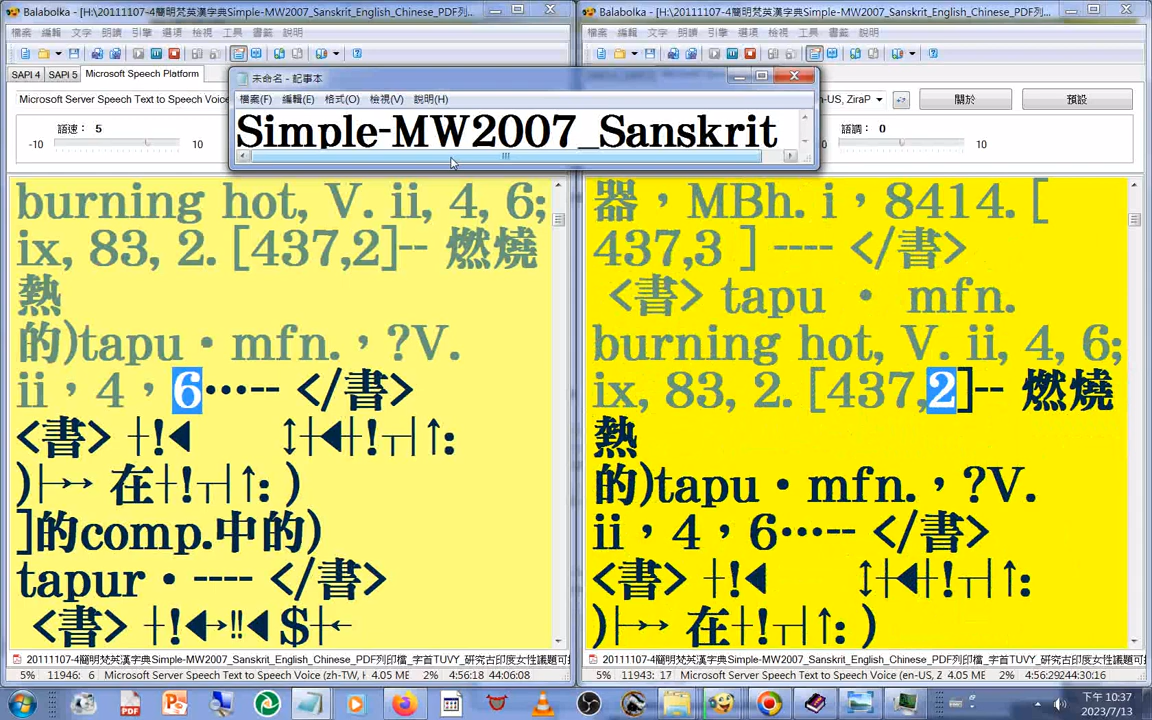 Balabolka - [H:\20111107-4簡明梵英漢字典Simple-MW2007_Sanskrit_English_Chinese_PDF列...
檔案 編輯 文字 朗讀 引擎 選項 檢視 工具 書籤 說明
SAPI 4 SAPI 5 Microsoft Speech Platform
Microsoft Server Speech Text to Speech Voice
語速： 5
-10 10
burning hot, V. ii, 4, 6;
ix, 83, 2. [437,2]-- 燃燒
熱
的)tapu・mfn.，?V.
ii，4，6…-- </書>
<書> ┼!◄ ↕┼◄┼!┬┤↑:
)├→→ 在┼!┬┤↑: )
]的comp.中的)
tapur・---- </書>
<書> ┼!◄→‼◄$┼←
20111107-4簡明梵英漢字典Simple-MW2007_Sanskrit_English_Chinese_PDF列印檔_字首TUVY_研究古印度女性議題可
5% 11946: 6 Microsoft Server Speech Text to Speech Voice (zh-TW, H 4.05 ME 2% 4:56:18 44:06:08
未命名 - 記事本
檔案(F) 編輯(E) 格式(O) 檢視(V) 說明(H)
Simple-MW2007_Sanskrit
Balabolka - [H:\20111107-4簡明梵英漢字典Simple-MW2007_Sanskrit_English_Chinese_PDF列...
檔案 編輯 文字 朗讀 引擎 選項 檢視 工具 書籤 說明
n-US, ZiraP 關於 預設
語調： 0
10
器，MBh. i，8414. [
437,3 ] ---- </書>
<書> tapu ・ mfn.
burning hot, V. ii, 4, 6;
ix, 83, 2. [437,2]-- 燃燒
熱
的)tapu・mfn.，?V.
ii，4，6…-- </書>
<書> ┼!◄ ↕┼◄┼!┬┤↑:
)├→→ 在┼!┬┤↑: )
20111107-4簡明梵英漢字典Simple-MW2007_Sanskrit_English_Chinese_PDF列印檔_字首TUVY_研究古印度女性議題可
5% 11943: 17 Microsoft Server Speech Text to Speech Voice (en-US, Z 4.05 ME 2% 4:56:29 44:30:16
下午 10:37
2023/7/13